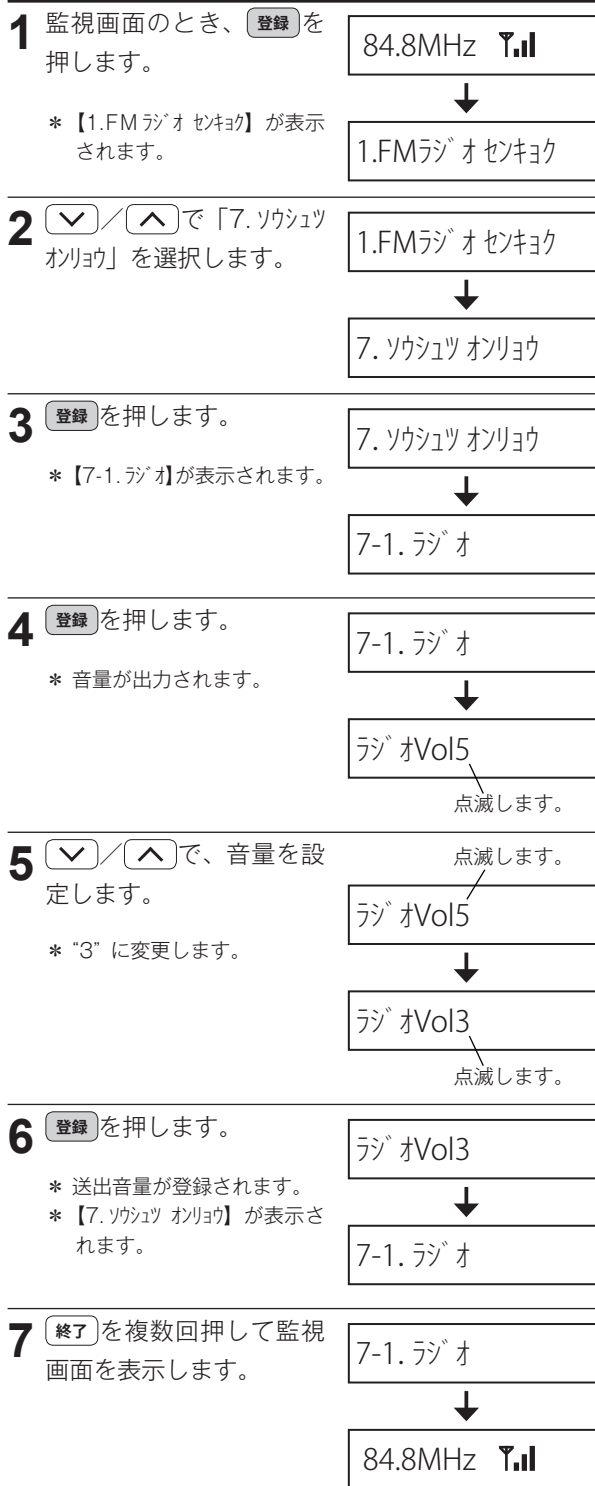 1 監視画面のとき、登録を
押します。
＊【1.FMﾗｼﾞｵ ｾﾝｷｮｸ】が表示
されます。
84.8MHz
↓
1.FMﾗｼﾞｵ ｾﾝｷｮｸ
2 ∨／∧で「7. ｿｳｼｭﾂ
ｵﾝﾘｮｳ」を選択します。
1.FMﾗｼﾞｵ ｾﾝｷｮｸ
↓
7. ｿｳｼｭﾂ ｵﾝﾘｮｳ
3 登録を押します。
＊【7-1. ﾗｼﾞｵ】が表示されます。
7. ｿｳｼｭﾂ ｵﾝﾘｮｳ
↓
7-1. ﾗｼﾞｵ
4 登録を押します。
＊ 音量が出力されます。
7-1. ﾗｼﾞｵ
↓
ﾗｼﾞｵVol5
点滅します。
5 ∨／∧で、音量を設
定します。
＊ “3” に変更します。
点滅します。
ﾗｼﾞｵVol5
↓
ﾗｼﾞｵVol3
点滅します。
6 登録を押します。
＊ 送出音量が登録されます。
＊【7. ｿｳｼｭﾂ ｵﾝﾘｮｳ】が表示さ
れます。
ﾗｼﾞｵVol3
↓
7-1. ﾗｼﾞｵ
7 終了を複数回押して監視
画面を表示します。
7-1. ﾗｼﾞｵ
↓
84.8MHz